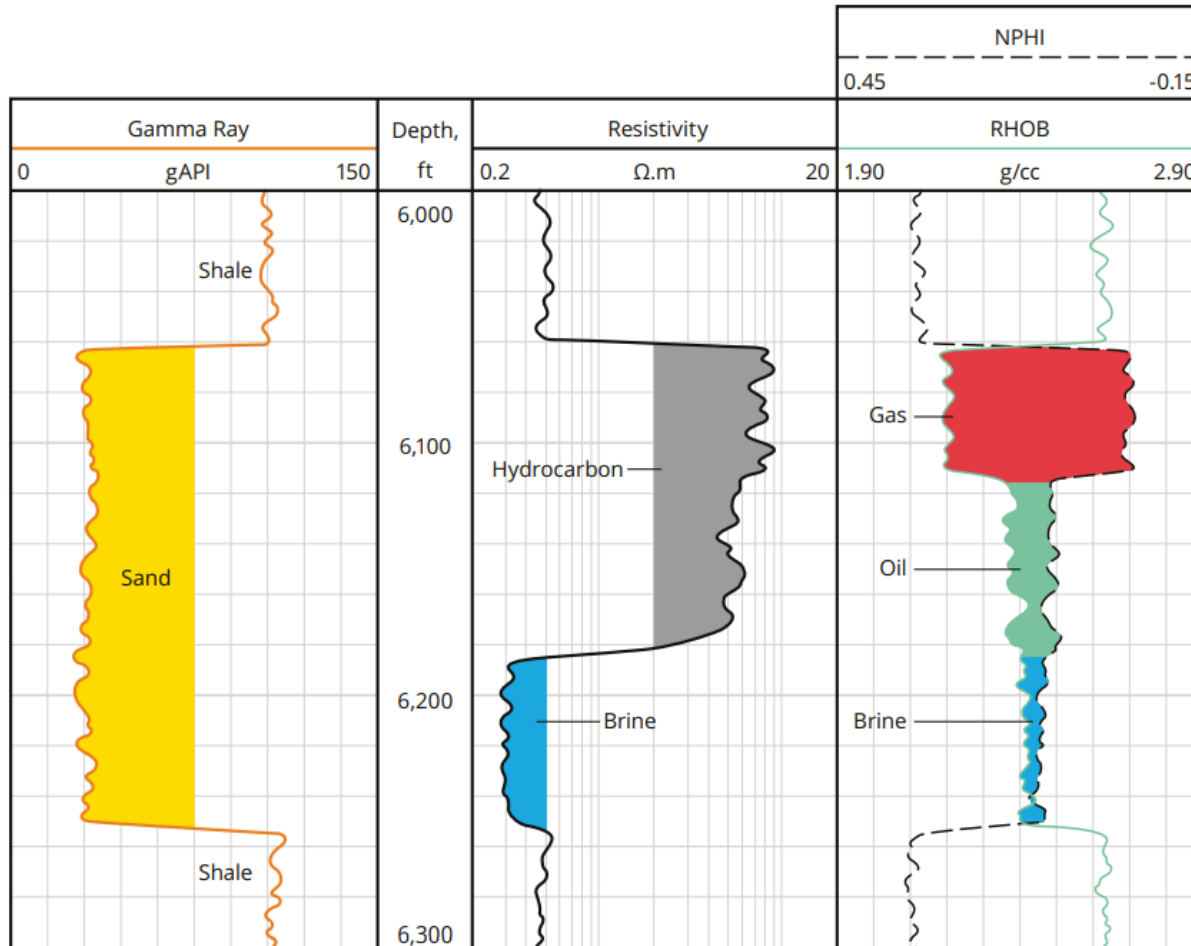 NPHI
0.45 -0.15
Gamma Ray Depth, Resistivity RHOB
0 gAPI 150 ft 0.2 Ω.m 20 1.90 g/cc 2.90
6,000
Shale
Gas
6,100
Hydrocarbon
Oil
Sand
6,200
Brine Brine
Shale
6,300